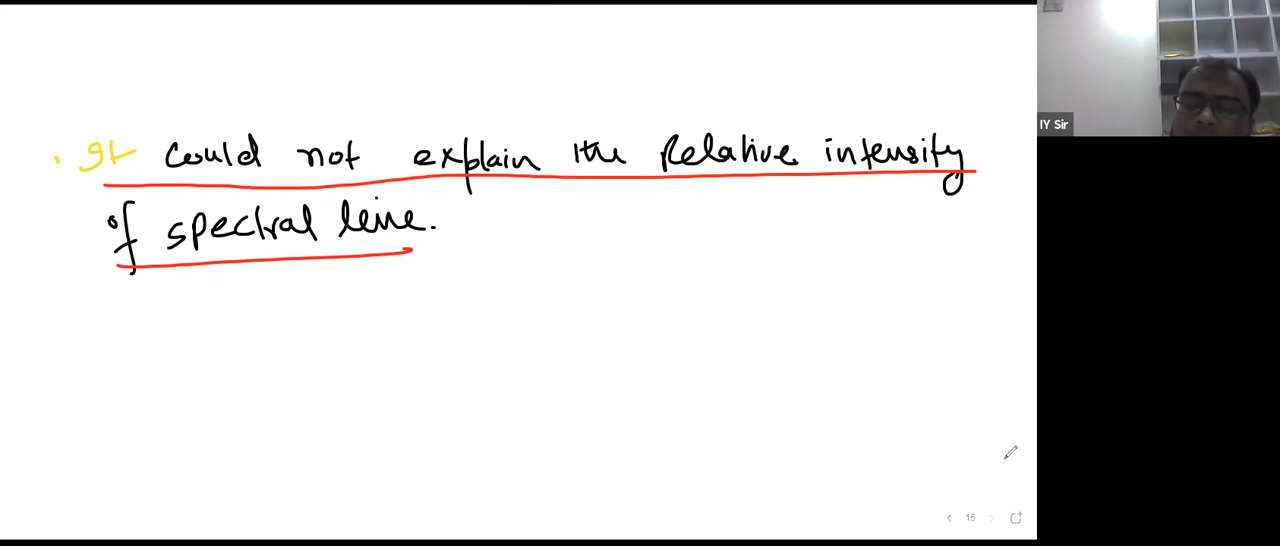 . It could not explain the Relative intensity
of spectral line.
IY Sir
15